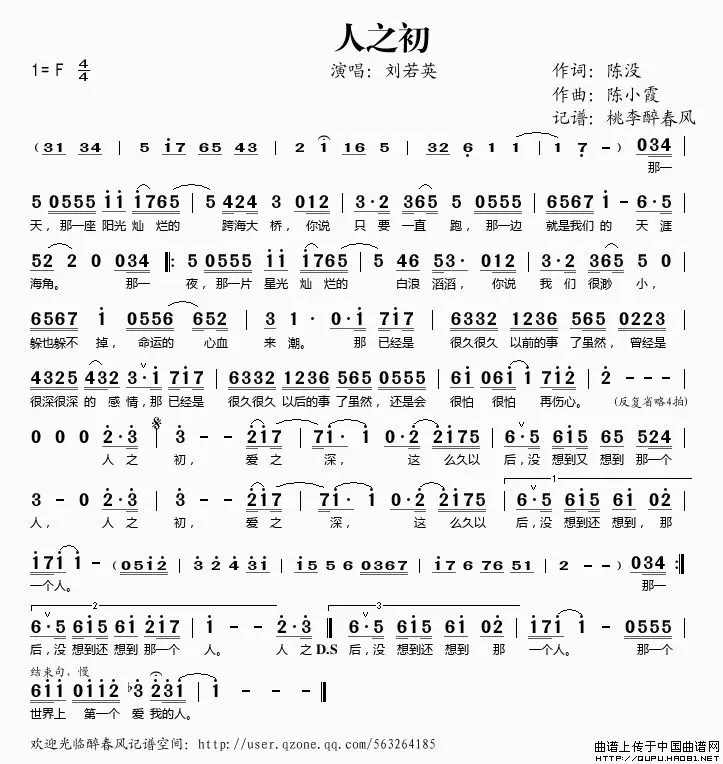 人之初
1= F 4/4 演唱：刘若英 作词：陈没
作曲：陈小霞
记谱：桃李醉春风
(31 34 | 5 i7 65 43 | 2 1 165 | 32 6 1 1 | 1 7 - ) 034 |
那一
5 0555 ii i765 | 5 424 3 012 | 3·2 365 5 0555 | 6567 i - 6·5 |
天，那一座 阳光 灿 烂的 跨海大 桥，你说 只 要 一直 跑，那一边 就是我们 的 天涯
52 2 0 034 ‖: 5 0555 ii i765 | 5 46 53· 012 | 3·2 365 5 0 |
海角。 那一 夜，那一片 星光 灿 烂的 白浪 滔滔， 你说 我 们 很渺 小，
6567 i 0556 652 | 3 1· 0·i 7i7 | 6332 1236 565 0223 |
躲也躲不 掉，命运的 心血 来 潮。 那 已经是 很久很久 以前的事 了虽然，曾经是
4325 432 3·i 7i7 | 6332 1236 565 0555 | 6i 06i i 7i2 | 2 - - - |
很深很深 的 感 情，那 已经是 很久很久 以后的事 了虽然，还是会 很怕 很怕 再伤心。 (反复省略4拍)
0 0 0 2·3 | 3 - - 2i7 | 7i· i 0·2 2i75 | 6·5 6i5 65 524 |
人 之 初， 爱 之 深， 这 么久以 后，没 想到又 想到 那一个
3 - 0 2·3 | 3 - - 2i7 | 7i· i 0·2 2i75 | 6·5 6i5 6i 02 |
人， 人 之 初， 爱 之 深， 这 么久以 后，没 想到还 想到，那
i7i i - (05i2 | 3 2 4 3i | i 5 5 6 0367 | i7 6 76 51 | 2 - - ) 034 :‖
一个人。 那一
6·5 6i5 6i 2i7 | i - - 2·3 ‖ 6·5 6i5 6i 02 | i7i i - 0555 |
后，没 想到还 想到 那一个 人。 人 之 D.S 后，没 想到还 想到 那 一个 人。 那一个
结束句，慢
6ii 0ii2 b3 23i | i - - - ‖
世界上 第一个 爱 我的人。
欢迎光临醉春风记谱空间：http://user.qzone.qq.com/563264185
曲谱上传于中国曲谱网
HTTP://QUPU.HAO81.NET